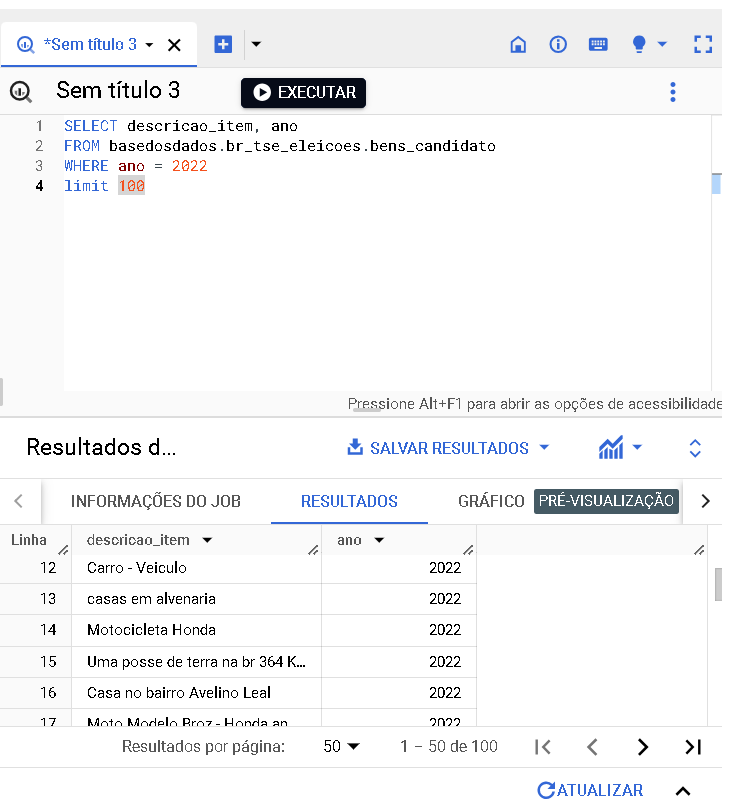 *Sem título 3
Sem título 3
EXECUTAR
1 SELECT descricao_item, ano
2 FROM basedosdados.br_tse_eleicoes.bens_candidato
3 WHERE ano = 2022
4 limit 100
Pressione Alt+F1 para abrir as opções de acessibilidade
Resultados d...
SALVAR RESULTADOS
INFORMAÇÕES DO JOB RESULTADOS GRÁFICO PRÉ-VISUALIZAÇÃO
Linha descricao_item ano
12 Carro - Veiculo 2022
13 casas em alvenaria 2022
14 Motocicleta Honda 2022
15 Uma posse de terra na br 364 K... 2022
16 Casa no bairro Avelino Leal 2022
17 Moto Modelo Broz - Honda an 2022
Resultados por página: 50 1 – 50 de 100
ATUALIZAR